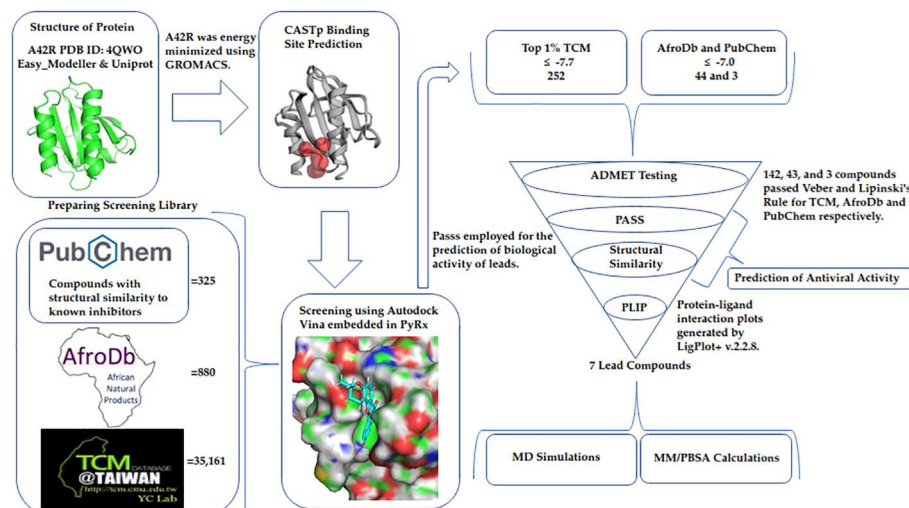 Structure of Protein
A42R PDB ID: 4QWO
Easy_Modeller & Uniprot
A42R was energy
minimized using
GROMACS.
CASTp Binding
Site Prediction
Top 1% TCM
≤ -7.7
252
AfroDb and PubChem
≤ -7.0
44 and 3
Preparing Screening Library
PubChem
Compounds with
structural similarity to
known inhibitors
=325
AfroDb
African
Natural
Products
=880
TCM
DATABASE
@TAIWAN
http://tcm.cmu.edu.tw
YC Lab
=35,161
Screening using Autodock
Vina embedded in PyRx
Passs employed for the
prediction of biological
activity of leads.
ADMET Testing
PASS
Structural
Similarity
PLIP
142, 43, and 3 compounds
passed Veber and Lipinski's
Rule for TCM, AfroDb and
PubChem respectively.
Prediction of Antiviral Activity
Protein-ligand
interaction plots
generated by
LigPlot+ v.2.2.8.
7 Lead Compounds
MD Simulations
MM/PBSA Calculations